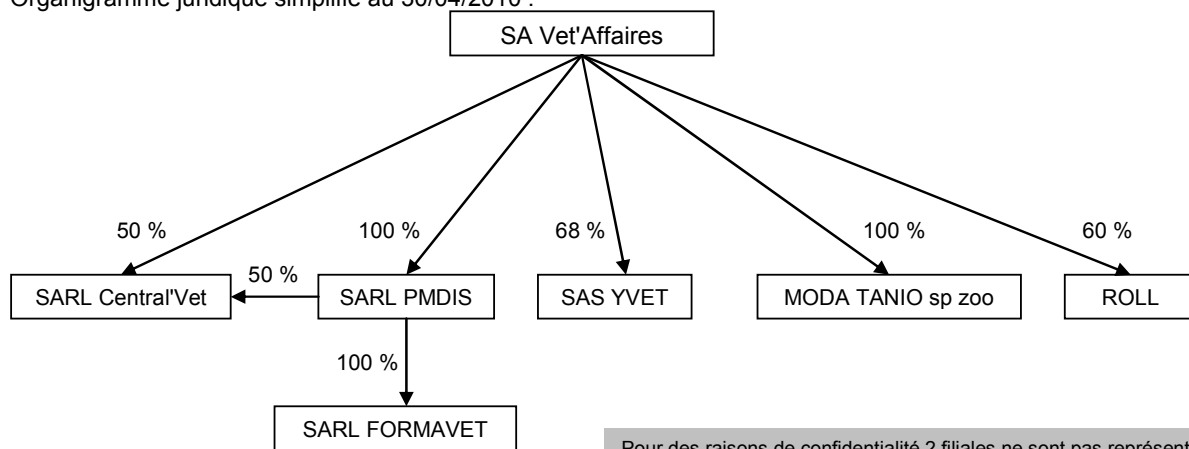 Organigramme juridique simplifié au 30/04/2010 :
SA Vet'Affaires
50 %
100 %
68 %
100 %
60 %
SARL Central'Vet
50 %
SARL PMDIS
SAS YVET
MODA TANIO sp zoo
ROLL
100 %
SARL FORMAVET
Pour des raisons de confidentialité 2 filiales ne sont pas